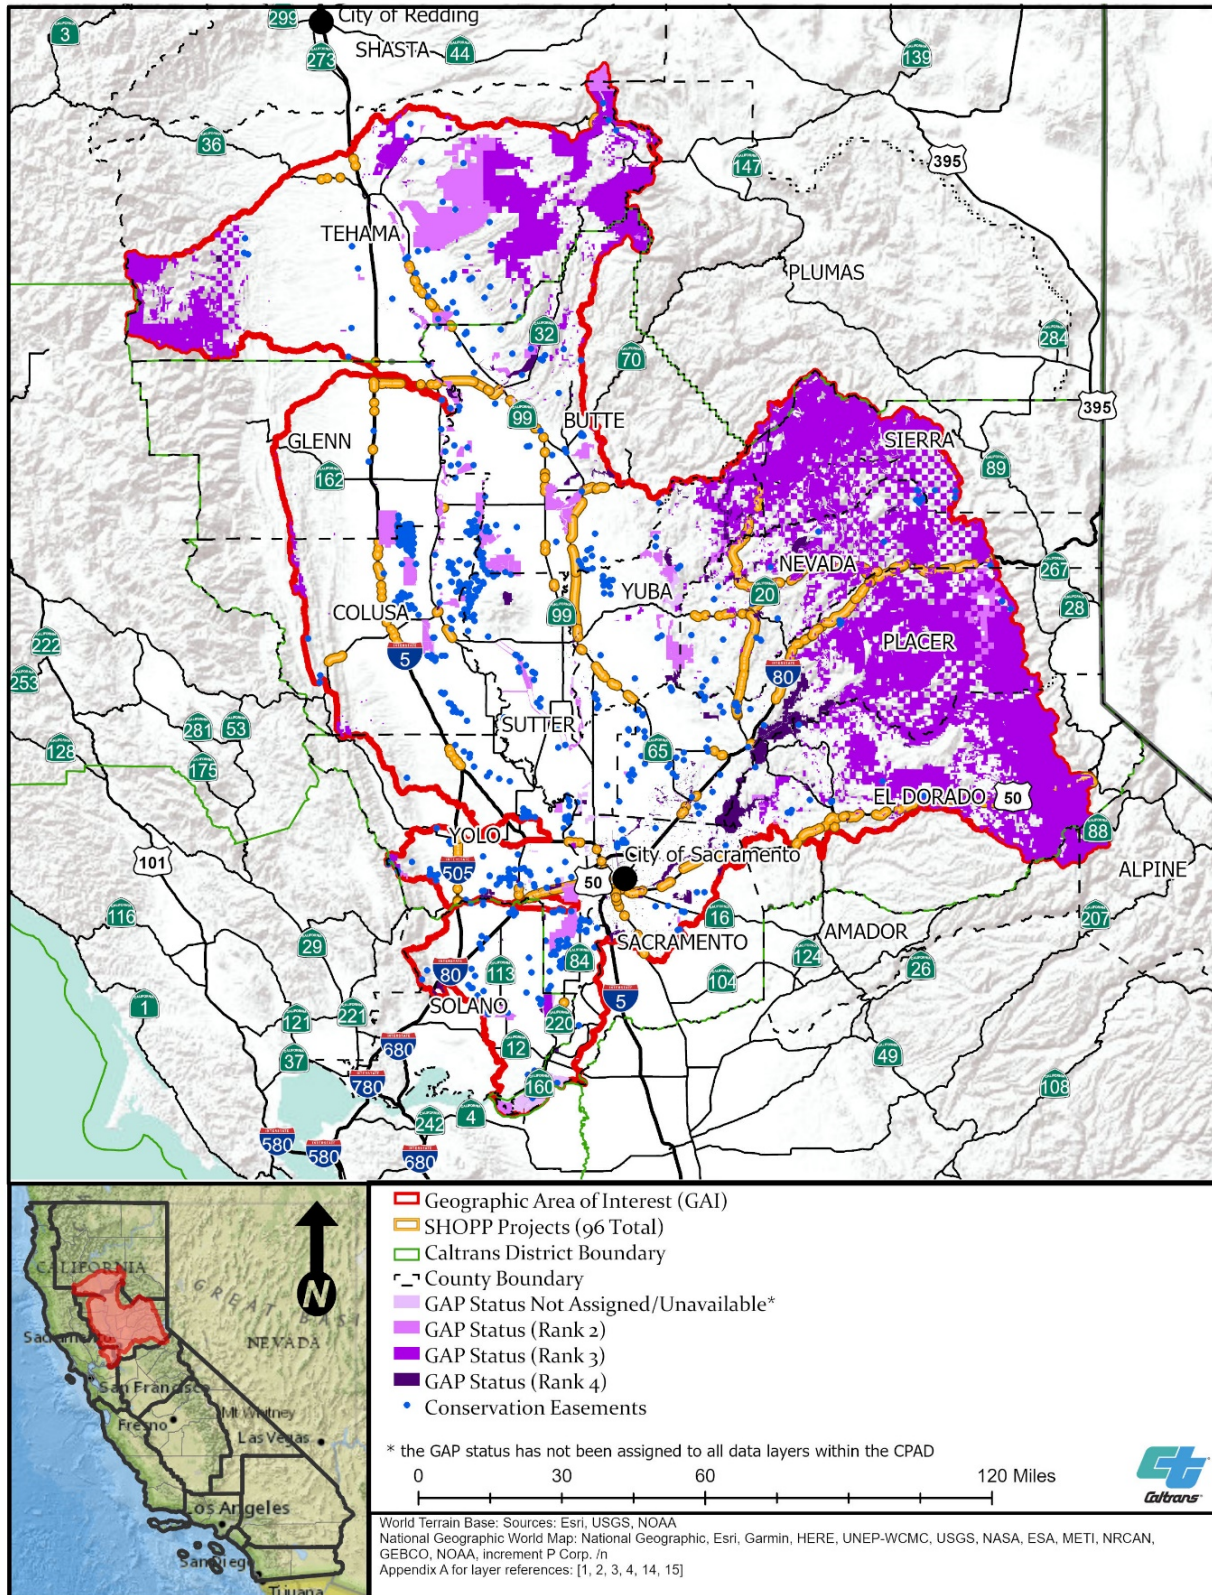 299
City of Redding
3
SHASTA
44
139
273
36
395
147
TEHAMA
PLUMAS
32
70
284
395
99
BUTTE
GLENN
SIERRA
162
89
NEVADA
267
YUBA
20
28
COLUSA
99
222
5
PLACER
253
80
281
53
SUTTER
128
65
175
EL DORADO
50
88
YOLO
101
City of Sacramento
505
50
ALPINE
116
16
207
29
SACRAMENTO
AMADOR
80
113
84
124
26
104
1
SOLANO
5
121
221
220
12
49
37
680
780
160
108
242
4
580
580
680
CALIFORNIA
GREAT BASI
N
NEVADA
San Francisco
Fresno
Mt Whitney
Las Vegas
Los Angeles
San Diego
Tijuana
Geographic Area of Interest (GAI)
SHOPP Projects (96 Total)
Caltrans District Boundary
County Boundary
GAP Status Not Assigned/Unavailable*
GAP Status (Rank 2)
GAP Status (Rank 3)
GAP Status (Rank 4)
Conservation Easements
* the GAP status has not been assigned to all data layers within the CPAD
0 30 60 120 Miles
Caltrans
World Terrain Base: Sources: Esri, USGS, NOAA
National Geographic World Map: National Geographic, Esri, Garmin, HERE, UNEP-WCMC, USGS, NASA, ESA, METI, NRCAN,
GEBCO, NOAA, increment P Corp. /n
Appendix A for layer references: [1, 2, 3, 4, 14, 15]